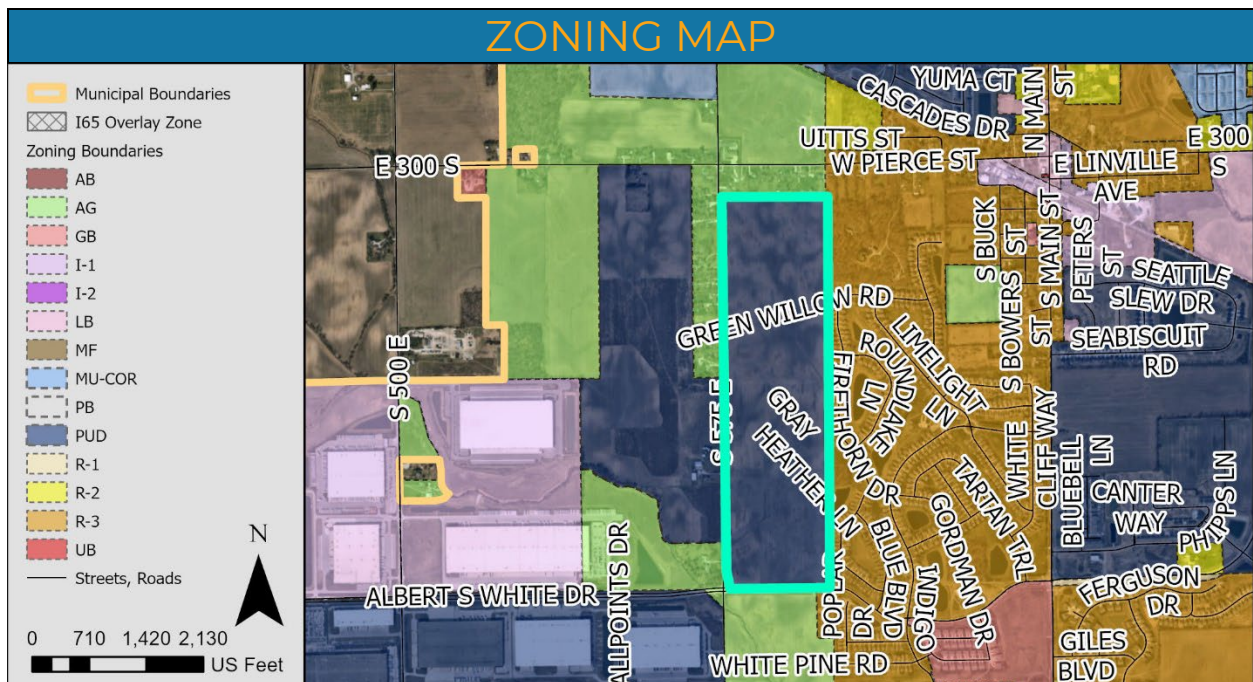 ZONING MAP
Municipal Boundaries
I65 Overlay Zone
Zoning Boundaries
AB
AG
GB
I-1
I-2
LB
MF
MU-COR
PB
PUD
R-1
R-2
R-3
UB
Streets, Roads
N
0 710 1,420 2,130
US Feet
YUMA CT
CASCADES DR
N MAIN
ST
UITTS ST
W PIERCE ST
E 300 S
E LINVILLE
AVE
E 300
S
S BUCK
ST
S BOWERS
ST
S MAIN ST
PETERS
ST
SEATTLE
SLEW DR
SEABISCUIT
RD
GREEN WILLOW RD
LIMELIGHT
LN
ROUNDLAKE
LN
FIRETHORN DR
GRAY
HEATHER LN
S 500 E
S 575 E
WHITE
CLIFF WAY
BLUEBELL
LN
CANTER
WAY
PHIPPS LN
TARTAN TRL
GORDMAN DR
INDIGO
BLUE BLVD
DR
ALLPOINTS DR
ALBERT S WHITE DR
WHITE PINE RD
FERGUSON
DR
GILES
BLVD